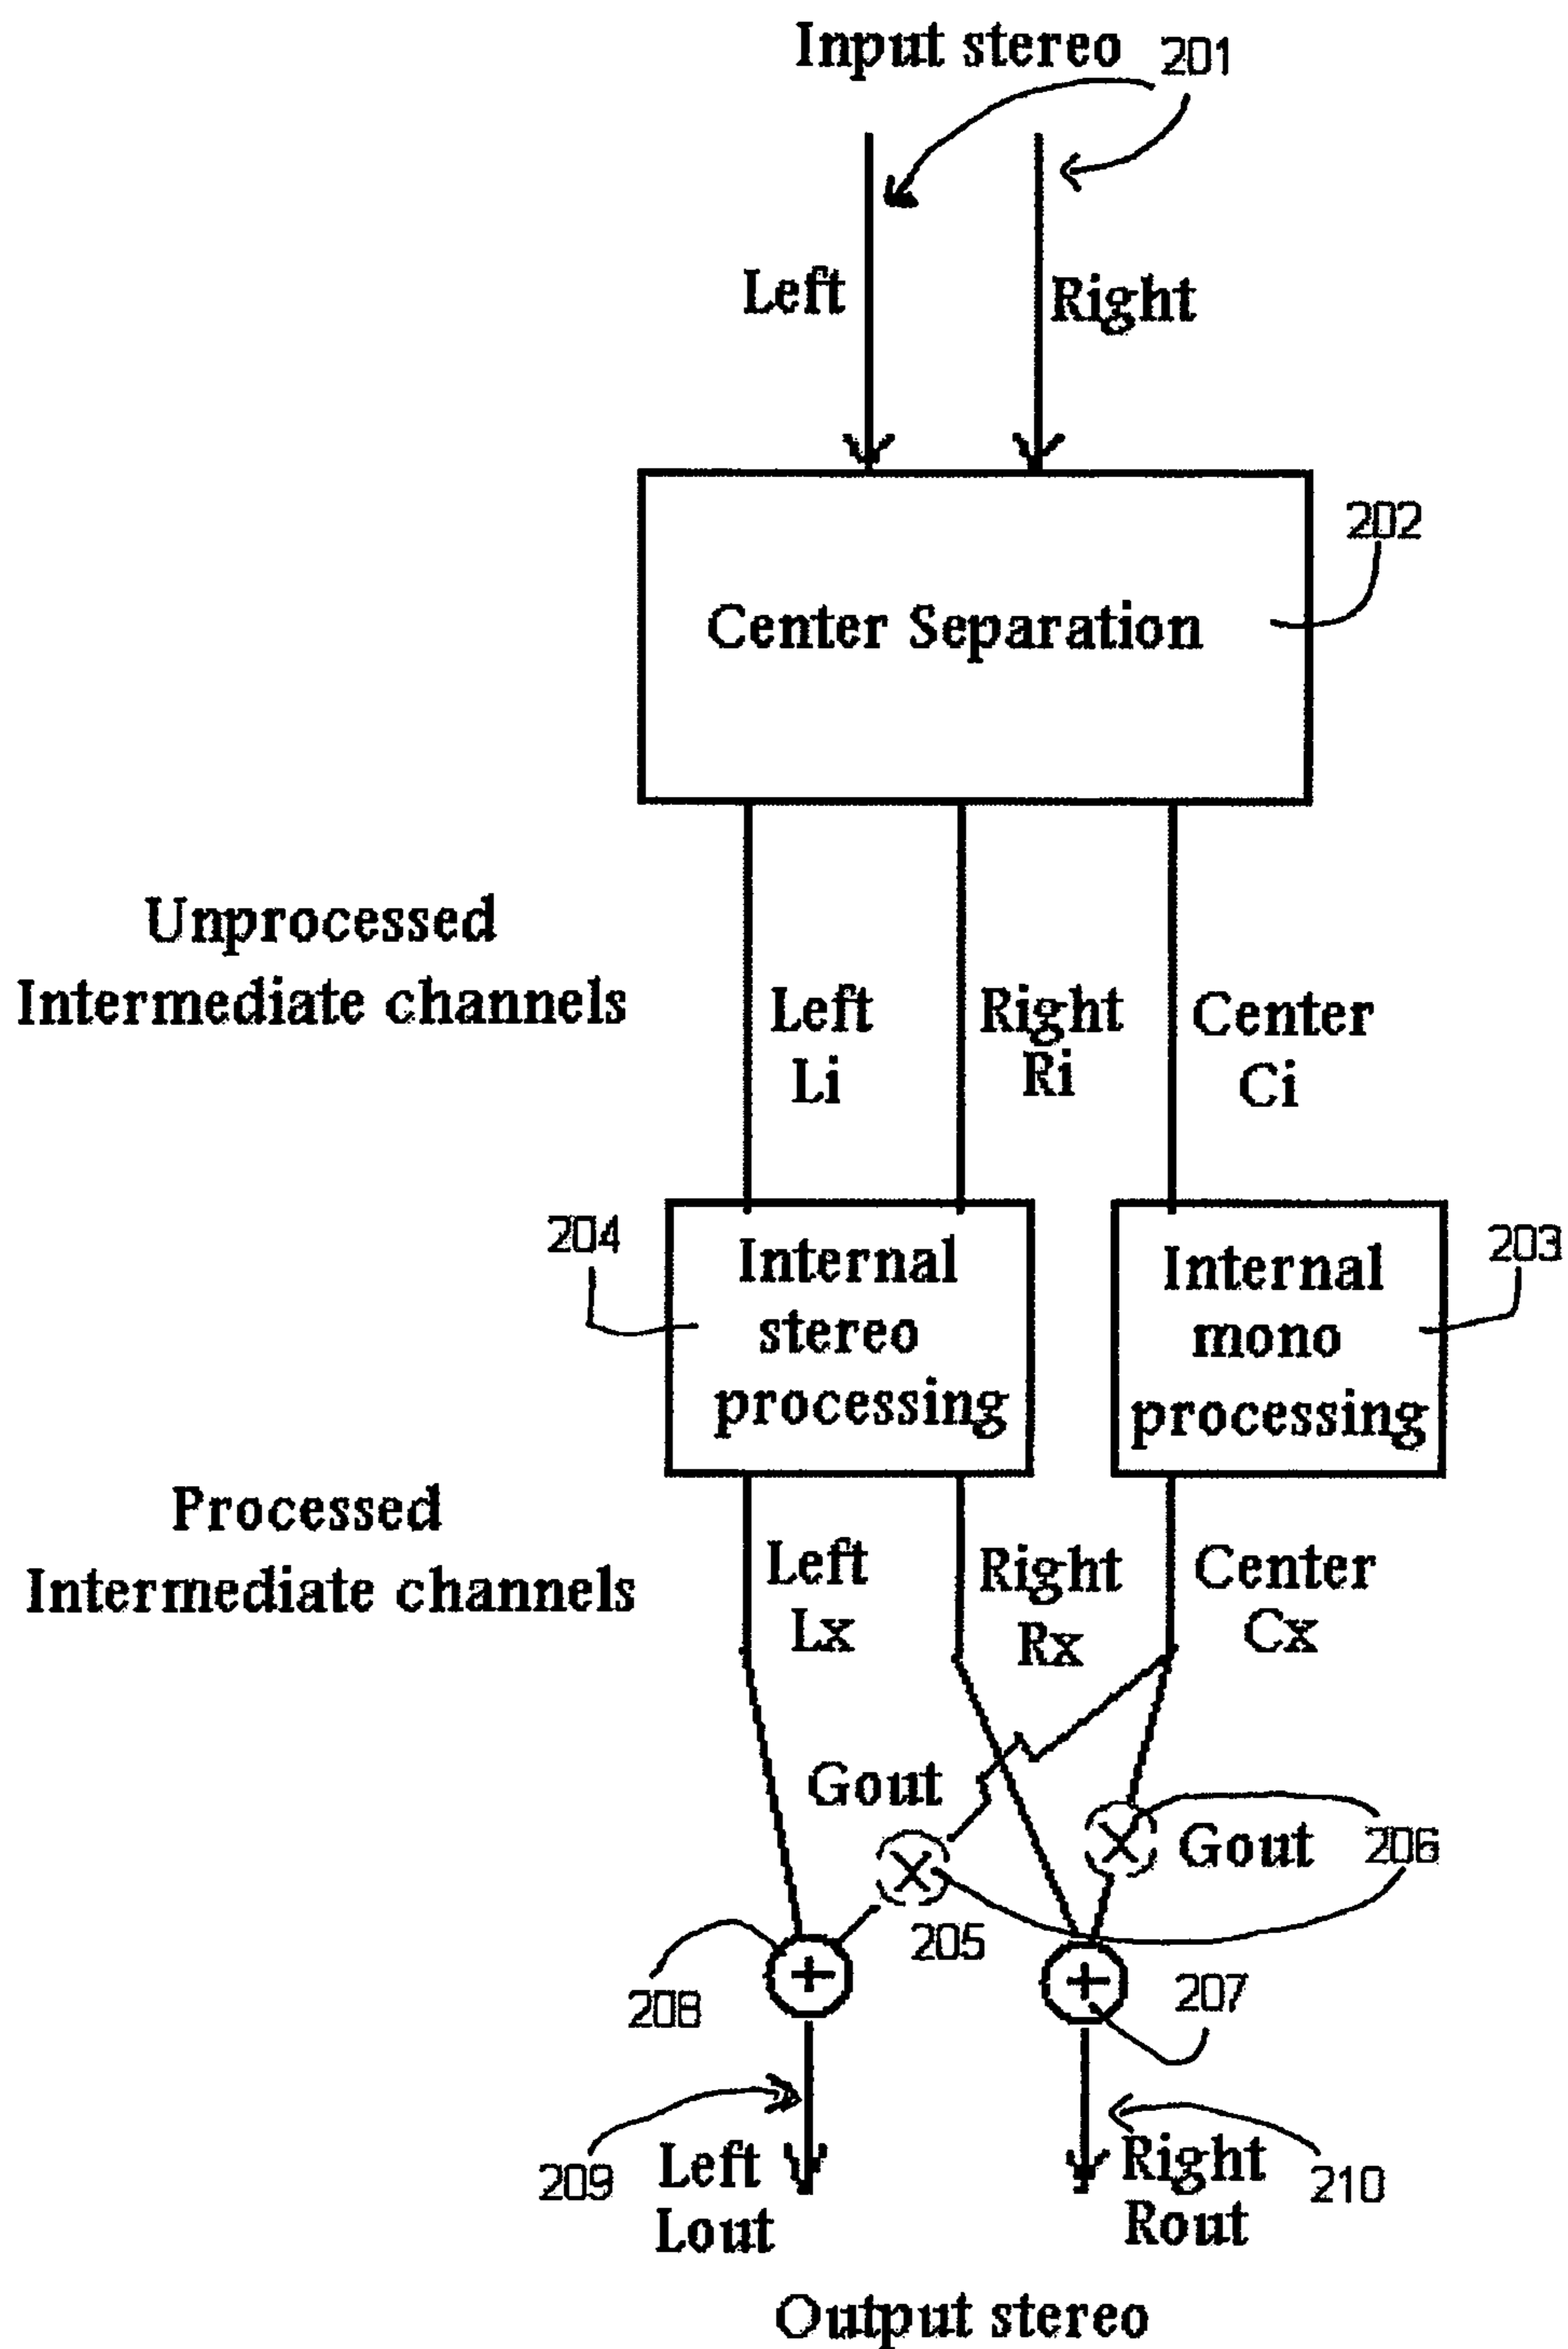 Input stereo 201
Left
Right
202
Center Separation
Unprocessed
Intermediate channels
Left
Li
Right
Ri
Center
Ci
204
Internal
stereo
processing
203
Internal
mono
processing
Processed
Intermediate channels
Left
Lx
Right
Rx
Center
Cx
Gout
Gout
206
205
208
207
209
Left
Lout
Right
Rout
210
Output stereo